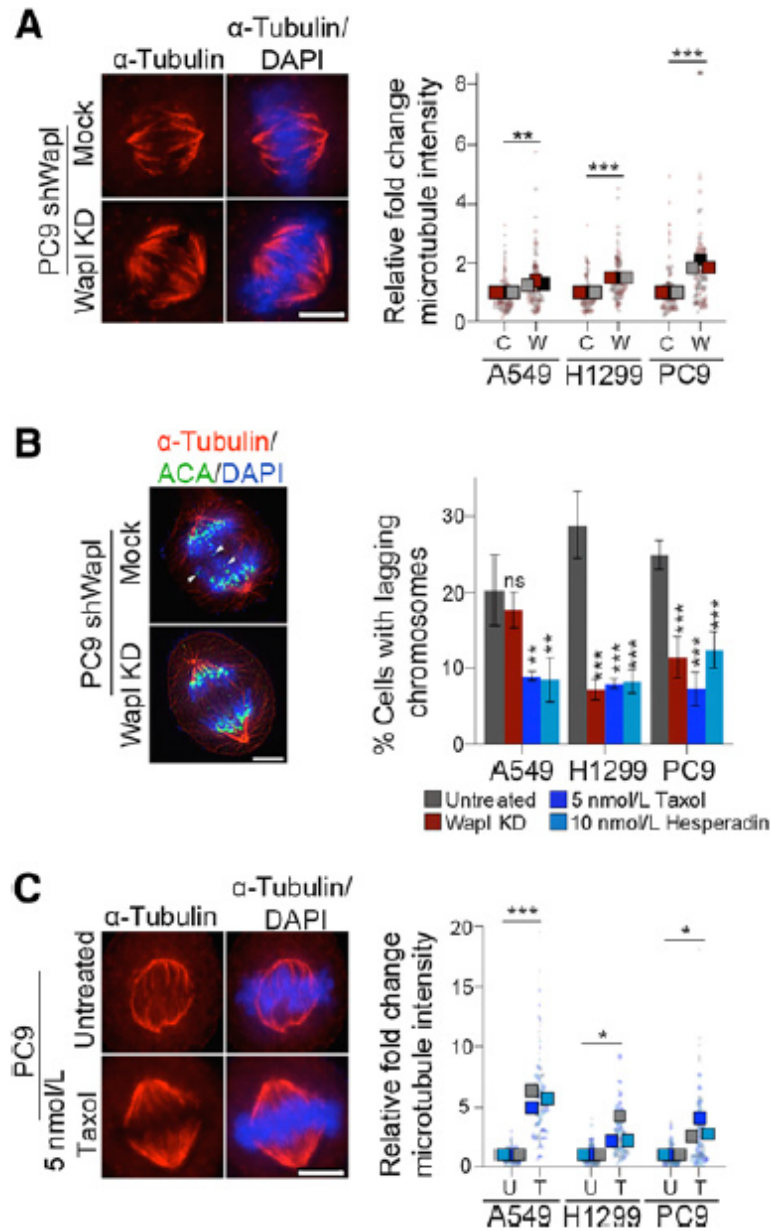 A
α-Tubulin
α-Tubulin/
DAPI
PC9 shWapl
Mock
Wapl KD
Relative fold change
microtubule intensity
8
6
4
2
0
**
***
***
C W C W C W
A549 H1299 PC9
B
α-Tubulin/
ACA/DAPI
PC9 shWapl
Mock
Wapl KD
% Cells with lagging
chromosomes
30
20
10
0
ns
**
**
***
***
***
***
***
***
A549 H1299 PC9
Untreated 5 nmol/L Taxol
Wapl KD 10 nmol/L Hesperadin
C
α-Tubulin
α-Tubulin/
DAPI
PC9
Untreated
5 nmol/L
Taxol
Relative fold change
microtubule intensity
20
15
10
5
0
***
*
*
U T U T U T
A549 H1299 PC9